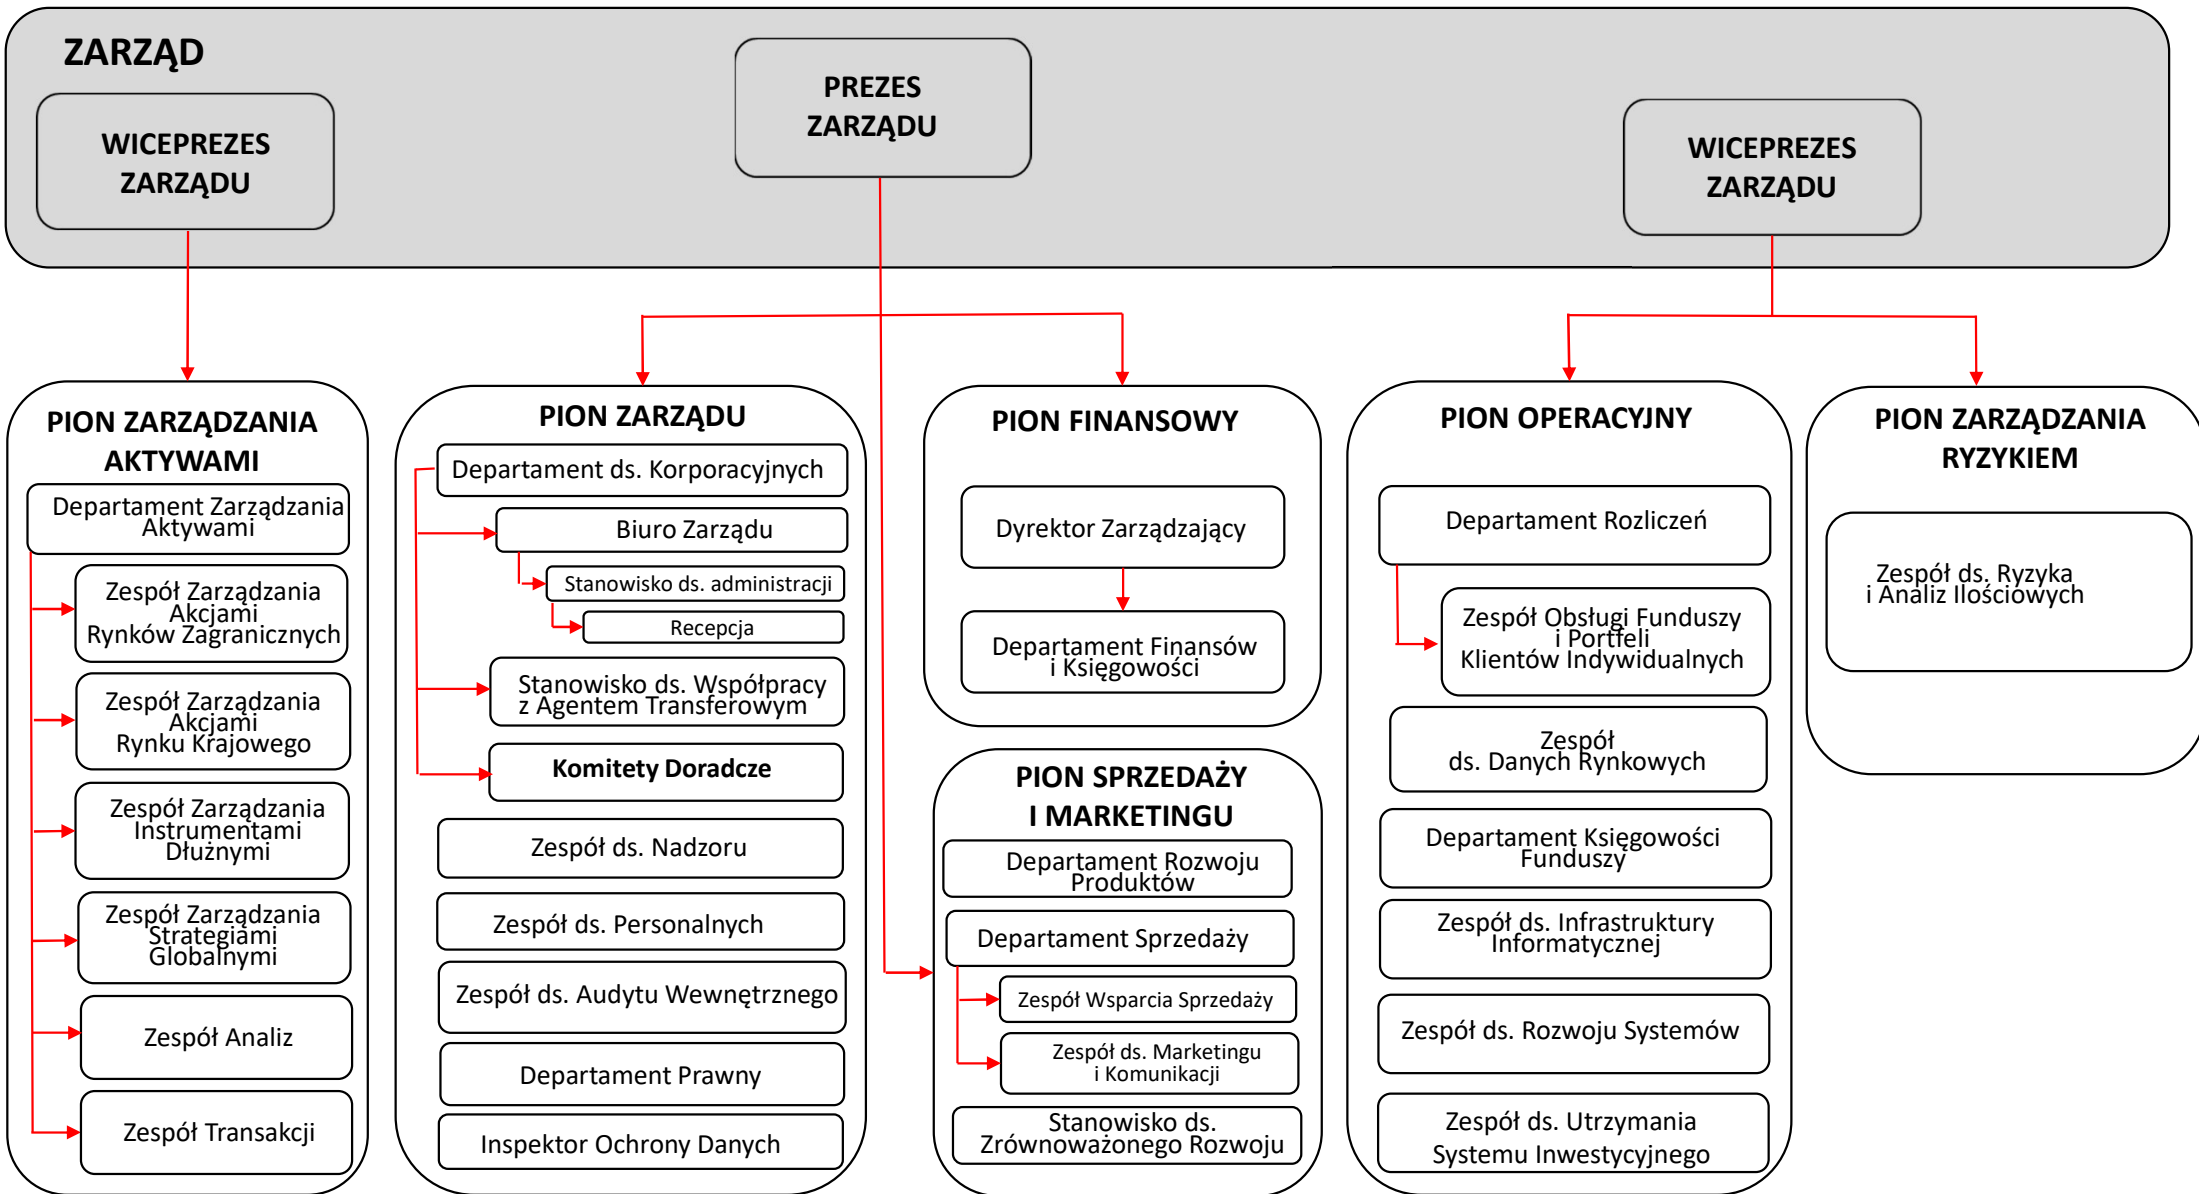 ZARZĄD
WICEPREZES
ZARZĄDU
PREZES
ZARZĄDU
WICEPREZES
ZARZĄDU
PION ZARZĄDZANIA
AKTYWAMI
Departament Zarządzania
Aktywami
Zespół Zarządzania
Akcjami
Rynków Zagranicznych
Zespół Zarządzania
Akcjami
Rynku Krajowego
Zespół Zarządzania
Instrumentami
Dłużnymi
Zespół Zarządzania
Strategiami
Globalnymi
Zespół Analiz
Zespół Transakcji
PION ZARZĄDU
Departament ds. Korporacyjnych
Biuro Zarządu
Stanowisko ds. administracji
Recepcja
Stanowisko ds. Współpracy
z Agentem Transferowym
Komitety Doradcze
Zespół ds. Nadzoru
Zespół ds. Personalnych
Zespół ds. Audytu Wewnętrznego
Departament Prawny
Inspektor Ochrony Danych
PION FINANSOWY
Dyrektor Zarządzający
Departament Finansów
i Księgowości
PION SPRZEDAŻY
I MARKETINGU
Departament Rozwoju
Produktów
Departament Sprzedaży
Zespół Wsparcia Sprzedaży
Zespół ds. Marketingu
i Komunikacji
Stanowisko ds.
Zrównoważonego Rozwoju
PION OPERACYJNY
Departament Rozliczeń
Zespół Obsługi Funduszy
i Portfeli
Klientów Indywidualnych
Zespół
ds. Danych Rynkowych
Departament Księgowości
Funduszy
Zespół ds. Infrastruktury
Informatycznej
Zespół ds. Rozwoju Systemów
Zespół ds. Utrzymania
Systemu Inwestycyjnego
PION ZARZĄDZANIA
RYZYKIEM
Zespół ds. Ryzyka
i Analiz Ilościowych